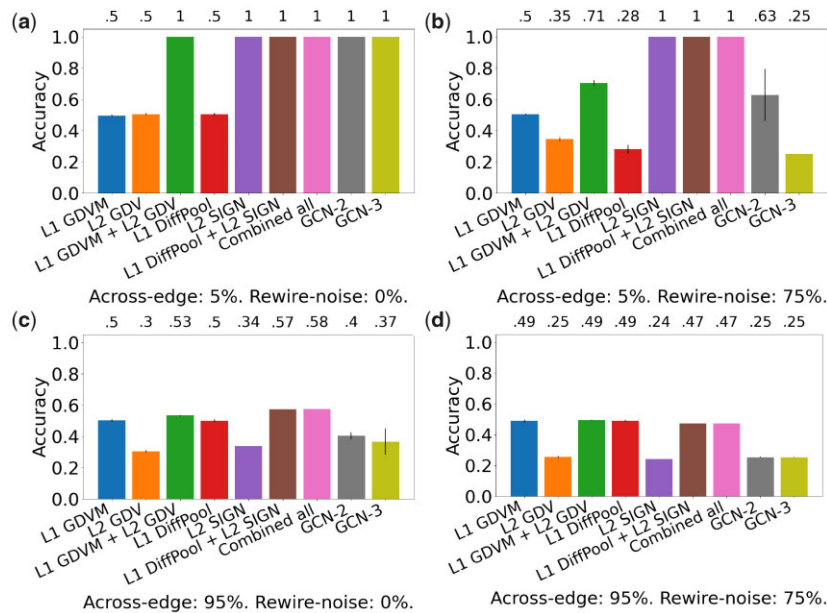 (a) .5 .5 1 .5 1 1 1 1 1
Accuracy
1.0
0.8
0.6
0.4
0.2
0.0
L1 GDVM
L2 GDV
L1 GDVM + L2 GDV
L1 DiffPool
L2 SIGN
L1 DiffPool + L2 SIGN
Combined all
GCN-2
GCN-3
Across-edge: 5%. Rewire-noise: 0%.
(b) .5 .35 .71 .28 1 1 1 .63 .25
Accuracy
1.0
0.8
0.6
0.4
0.2
0.0
L1 GDVM
L2 GDV
L1 GDVM + L2 GDV
L1 DiffPool
L2 SIGN
L1 DiffPool + L2 SIGN
Combined all
GCN-2
GCN-3
Across-edge: 5%. Rewire-noise: 75%.
(c) .5 .3 .53 .5 .34 .57 .58 .4 .37
Accuracy
1.0
0.8
0.6
0.4
0.2
0.0
L1 GDVM
L2 GDV
L1 GDVM + L2 GDV
L1 DiffPool
L2 SIGN
L1 DiffPool + L2 SIGN
Combined all
GCN-2
GCN-3
Across-edge: 95%. Rewire-noise: 0%.
(d) .49 .25 .49 .49 .24 .47 .47 .25 .25
Accuracy
1.0
0.8
0.6
0.4
0.2
0.0
L1 GDVM
L2 GDV
L1 GDVM + L2 GDV
L1 DiffPool
L2 SIGN
L1 DiffPool + L2 SIGN
Combined all
GCN-2
GCN-3
Across-edge: 95%. Rewire-noise: 75%.